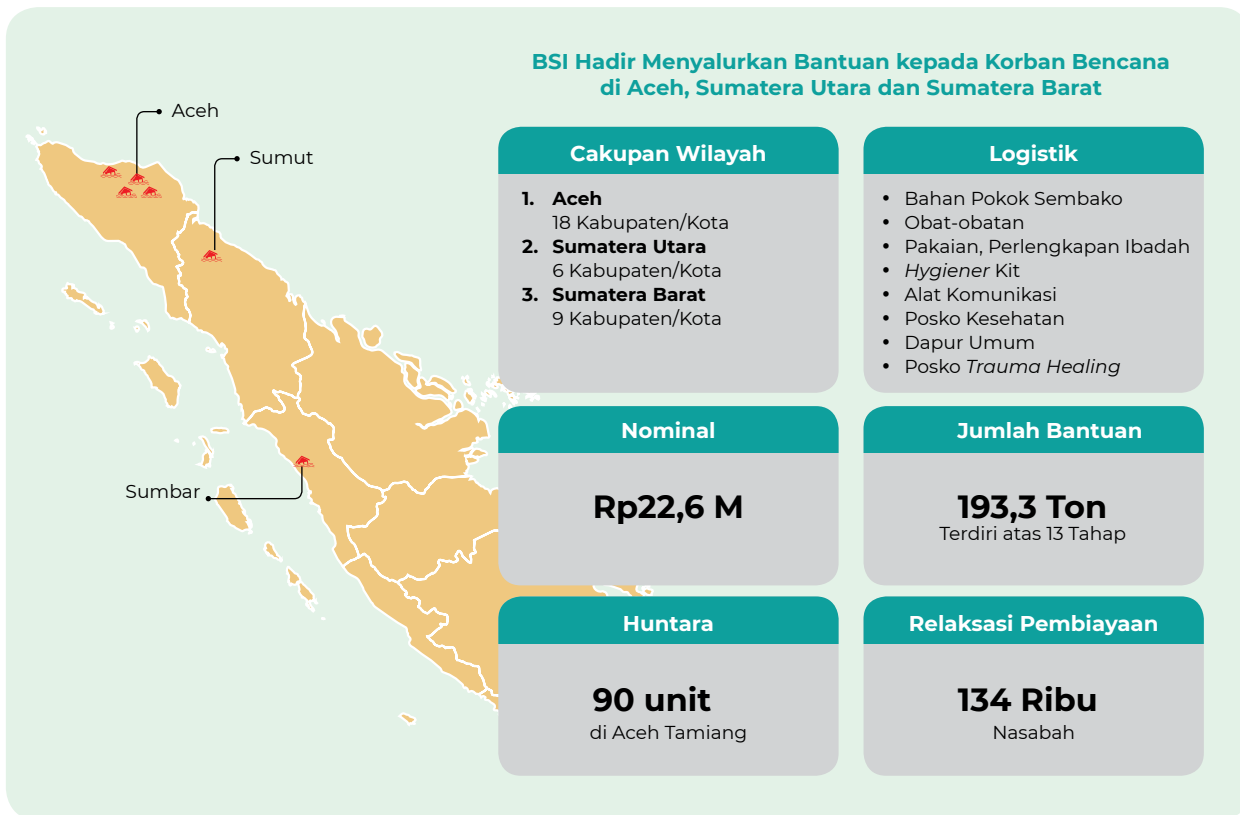 BSI Hadir Menyalurkan Bantuan kepada Korban Bencana
di Aceh, Sumatera Utara dan Sumatera Barat
Aceh
Sumut
Sumbar
Cakupan Wilayah
1. Aceh
18 Kabupaten/Kota
2. Sumatera Utara
6 Kabupaten/Kota
3. Sumatera Barat
9 Kabupaten/Kota
Logistik
• Bahan Pokok Sembako
• Obat-obatan
• Pakaian, Perlengkapan Ibadah
• Hygiener Kit
• Alat Komunikasi
• Posko Kesehatan
• Dapur Umum
• Posko Trauma Healing
Nominal
Rp22,6 M
Jumlah Bantuan
193,3 Ton
Terdiri atas 13 Tahap
Huntara
90 unit
di Aceh Tamiang
Relaksasi Pembiayaan
134 Ribu
Nasabah